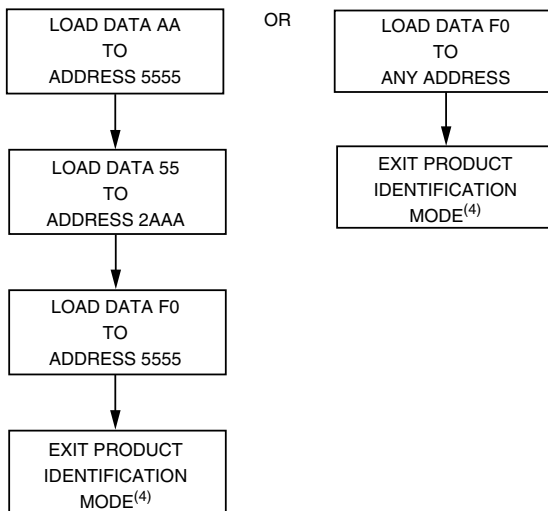 LOAD DATA AA
TO
ADDRESS 5555
LOAD DATA 55
TO
ADDRESS 2AAA
LOAD DATA F0
TO
ADDRESS 5555
EXIT PRODUCT
IDENTIFICATION
MODE(4)
OR
LOAD DATA F0
TO
ANY ADDRESS
EXIT PRODUCT
IDENTIFICATION
MODE(4)